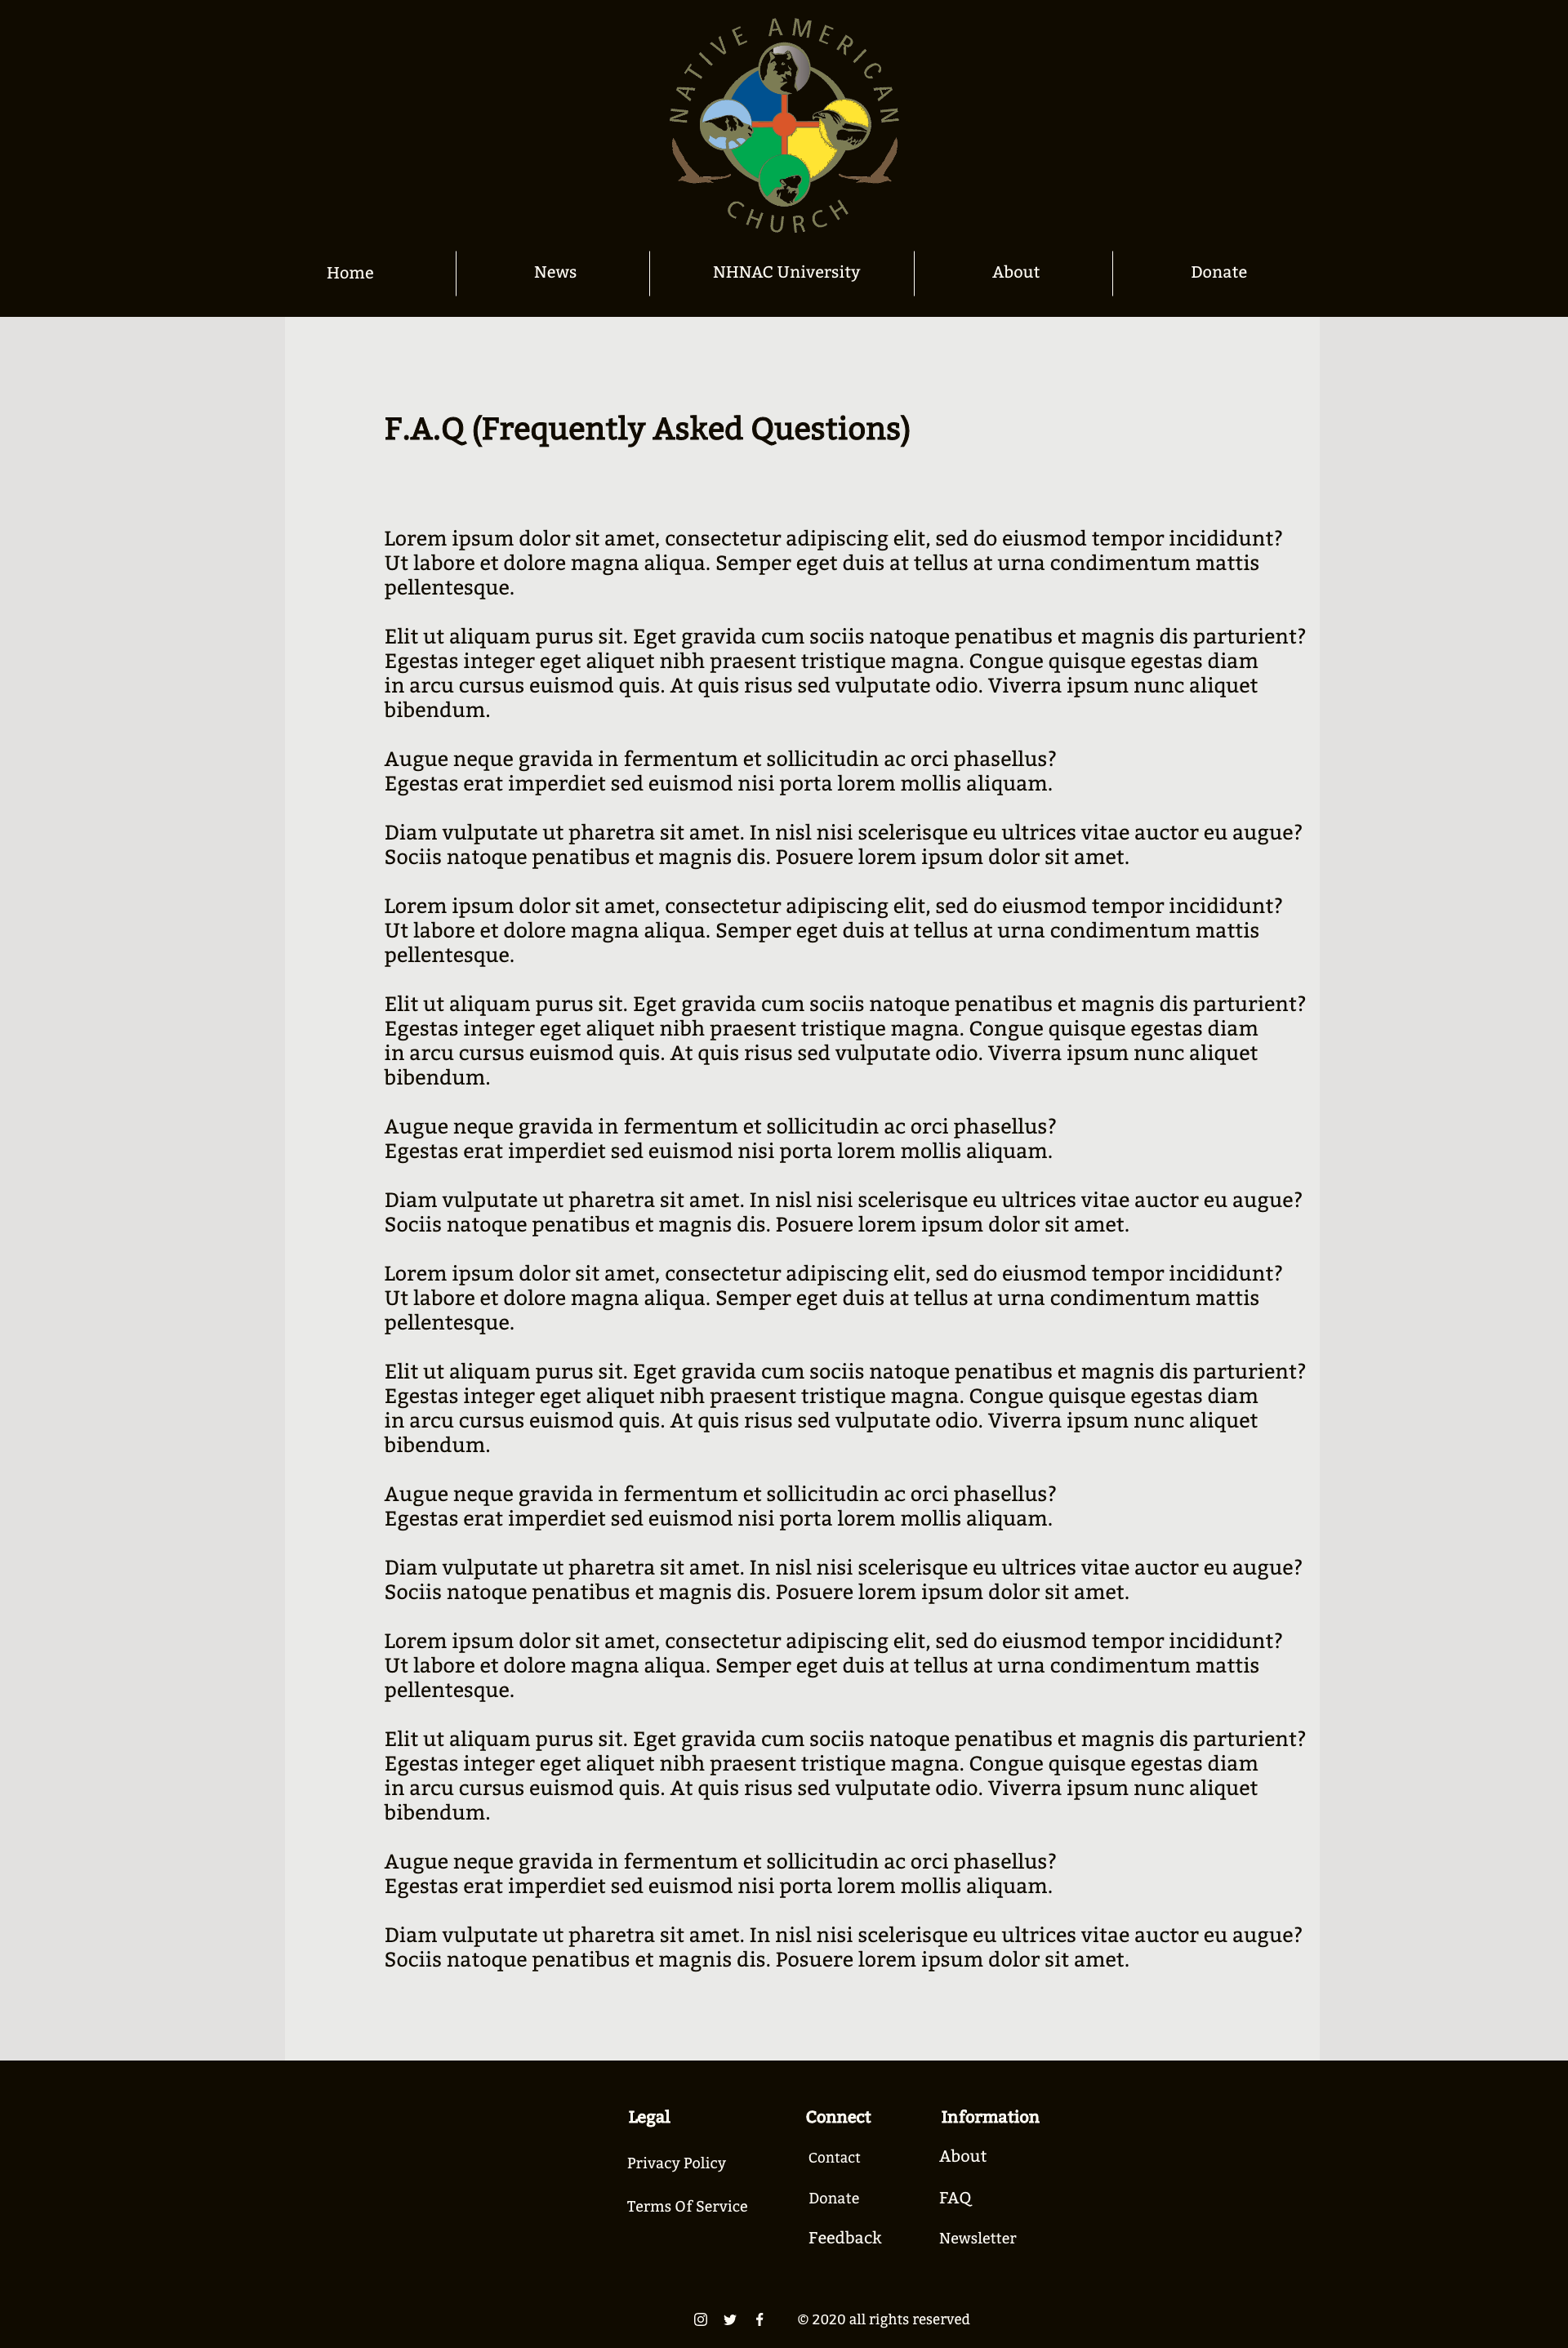 NATIVE AMERICAN
CHURCH
Home
News
NHNAC University
About
Donate
F.A.Q (Frequently Asked Questions)
Lorem ipsum dolor sit amet, consectetur adipiscing elit, sed do eiusmod tempor incididunt?
Ut labore et dolore magna aliqua. Semper eget duis at tellus at urna condimentum mattis
pellentesque.
Elit ut aliquam purus sit. Eget gravida cum sociis natoque penatibus et magnis dis parturient?
Egestas integer eget aliquet nibh praesent tristique magna. Congue quisque egestas diam
in arcu cursus euismod quis. At quis risus sed vulputate odio. Viverra ipsum nunc aliquet
bibendum.
Augue neque gravida in fermentum et sollicitudin ac orci phasellus?
Egestas erat imperdiet sed euismod nisi porta lorem mollis aliquam.
Diam vulputate ut pharetra sit amet. In nisl nisi scelerisque eu ultrices vitae auctor eu augue?
Sociis natoque penatibus et magnis dis. Posuere lorem ipsum dolor sit amet.
Lorem ipsum dolor sit amet, consectetur adipiscing elit, sed do eiusmod tempor incididunt?
Ut labore et dolore magna aliqua. Semper eget duis at tellus at urna condimentum mattis
pellentesque.
Elit ut aliquam purus sit. Eget gravida cum sociis natoque penatibus et magnis dis parturient?
Egestas integer eget aliquet nibh praesent tristique magna. Congue quisque egestas diam
in arcu cursus euismod quis. At quis risus sed vulputate odio. Viverra ipsum nunc aliquet
bibendum.
Augue neque gravida in fermentum et sollicitudin ac orci phasellus?
Egestas erat imperdiet sed euismod nisi porta lorem mollis aliquam.
Diam vulputate ut pharetra sit amet. In nisl nisi scelerisque eu ultrices vitae auctor eu augue?
Sociis natoque penatibus et magnis dis. Posuere lorem ipsum dolor sit amet.
Lorem ipsum dolor sit amet, consectetur adipiscing elit, sed do eiusmod tempor incididunt?
Ut labore et dolore magna aliqua. Semper eget duis at tellus at urna condimentum mattis
pellentesque.
Elit ut aliquam purus sit. Eget gravida cum sociis natoque penatibus et magnis dis parturient?
Egestas integer eget aliquet nibh praesent tristique magna. Congue quisque egestas diam
in arcu cursus euismod quis. At quis risus sed vulputate odio. Viverra ipsum nunc aliquet
bibendum.
Augue neque gravida in fermentum et sollicitudin ac orci phasellus?
Egestas erat imperdiet sed euismod nisi porta lorem mollis aliquam.
Diam vulputate ut pharetra sit amet. In nisl nisi scelerisque eu ultrices vitae auctor eu augue?
Sociis natoque penatibus et magnis dis. Posuere lorem ipsum dolor sit amet.
Lorem ipsum dolor sit amet, consectetur adipiscing elit, sed do eiusmod tempor incididunt?
Ut labore et dolore magna aliqua. Semper eget duis at tellus at urna condimentum mattis
pellentesque.
Elit ut aliquam purus sit. Eget gravida cum sociis natoque penatibus et magnis dis parturient?
Egestas integer eget aliquet nibh praesent tristique magna. Congue quisque egestas diam
in arcu cursus euismod quis. At quis risus sed vulputate odio. Viverra ipsum nunc aliquet
bibendum.
Augue neque gravida in fermentum et sollicitudin ac orci phasellus?
Egestas erat imperdiet sed euismod nisi porta lorem mollis aliquam.
Diam vulputate ut pharetra sit amet. In nisl nisi scelerisque eu ultrices vitae auctor eu augue?
Sociis natoque penatibus et magnis dis. Posuere lorem ipsum dolor sit amet.
Legal
Privacy Policy
Terms Of Service
Connect
Contact
Donate
Feedback
Information
About
FAQ
Newsletter
© 2020 all rights reserved